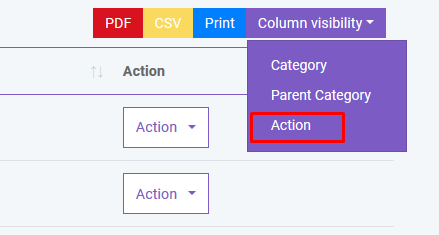 PDF CSV Print Column visibility
Category
Action
Parent Category
Action
Action
Action